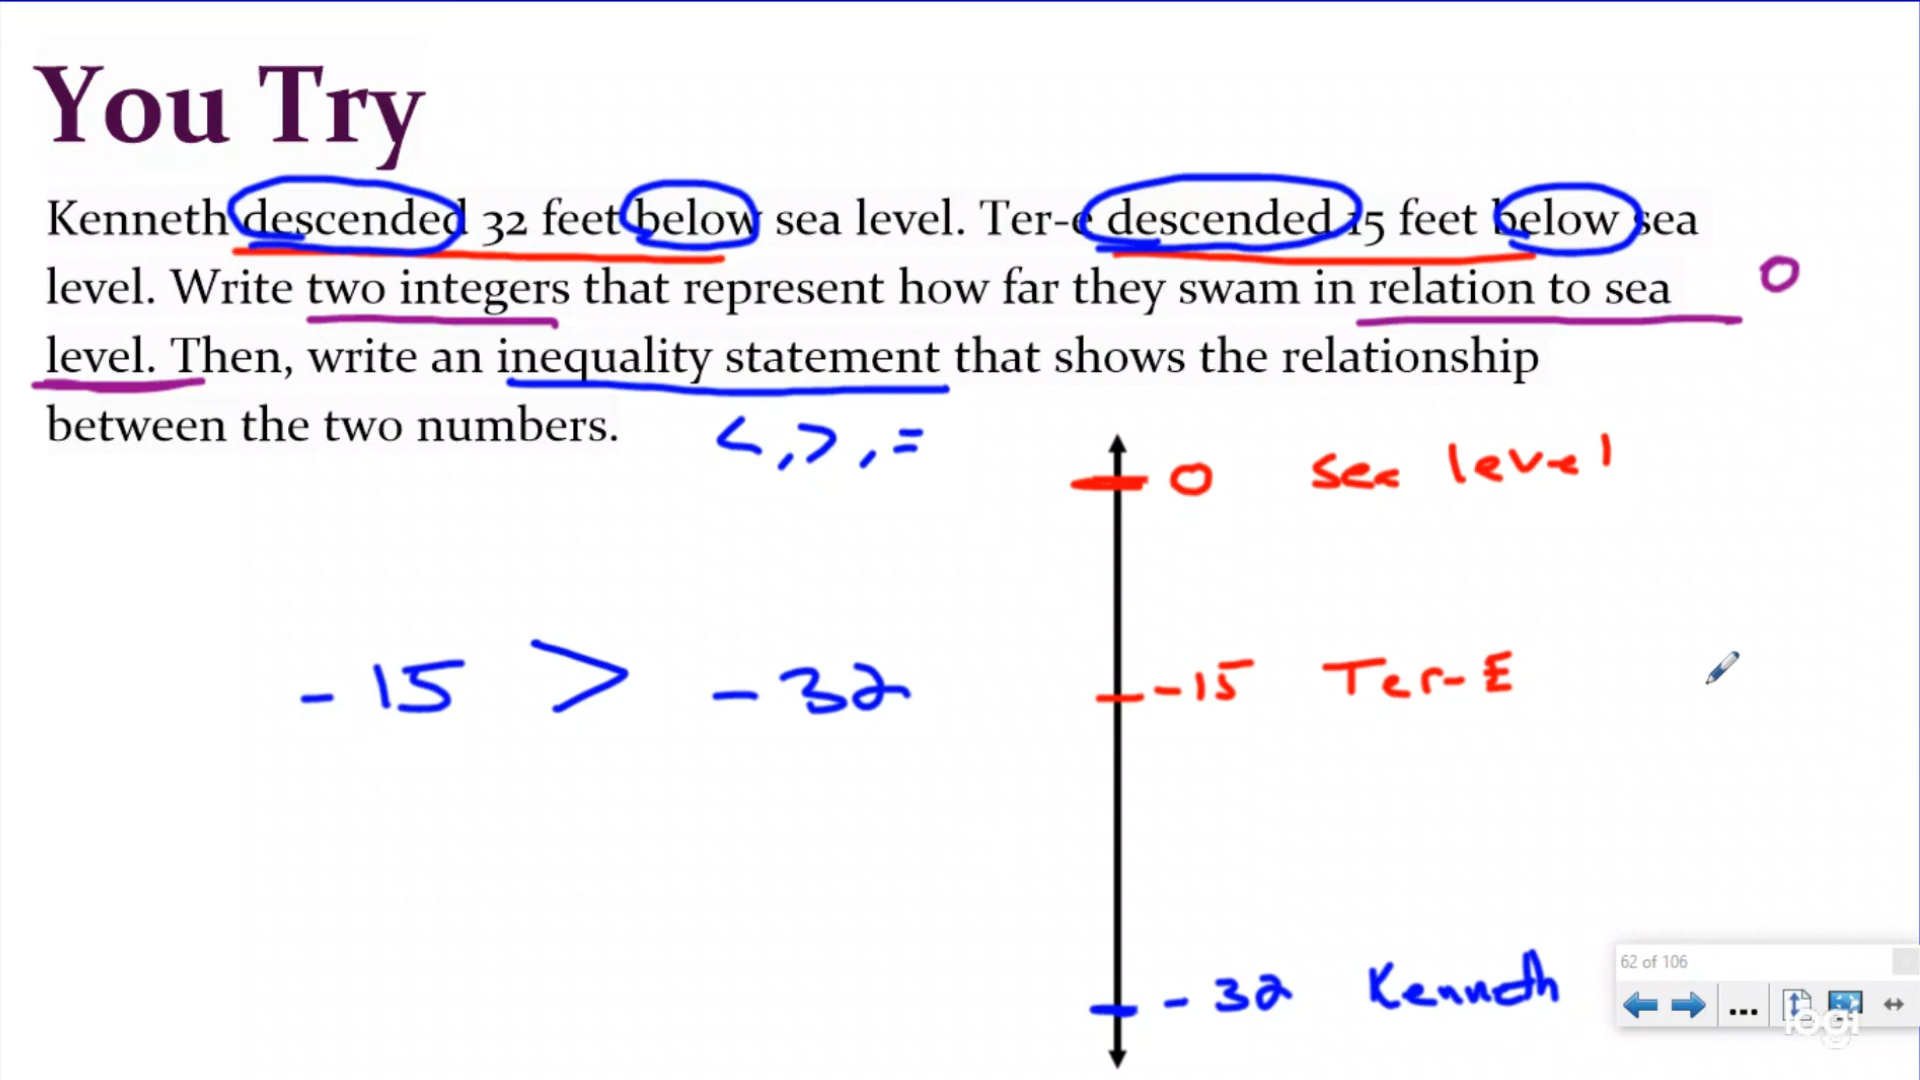 You Try
Kenneth descended 32 feet below sea level. Ter-e descended 15 feet below sea
level. Write two integers that represent how far they swam in relation to sea
level. Then, write an inequality statement that shows the relationship
between the two numbers.
0
<, >, =
0 sea level
-15 > -32
-15 Ter-E
-32 Kenneth
62 of 106
...
logi